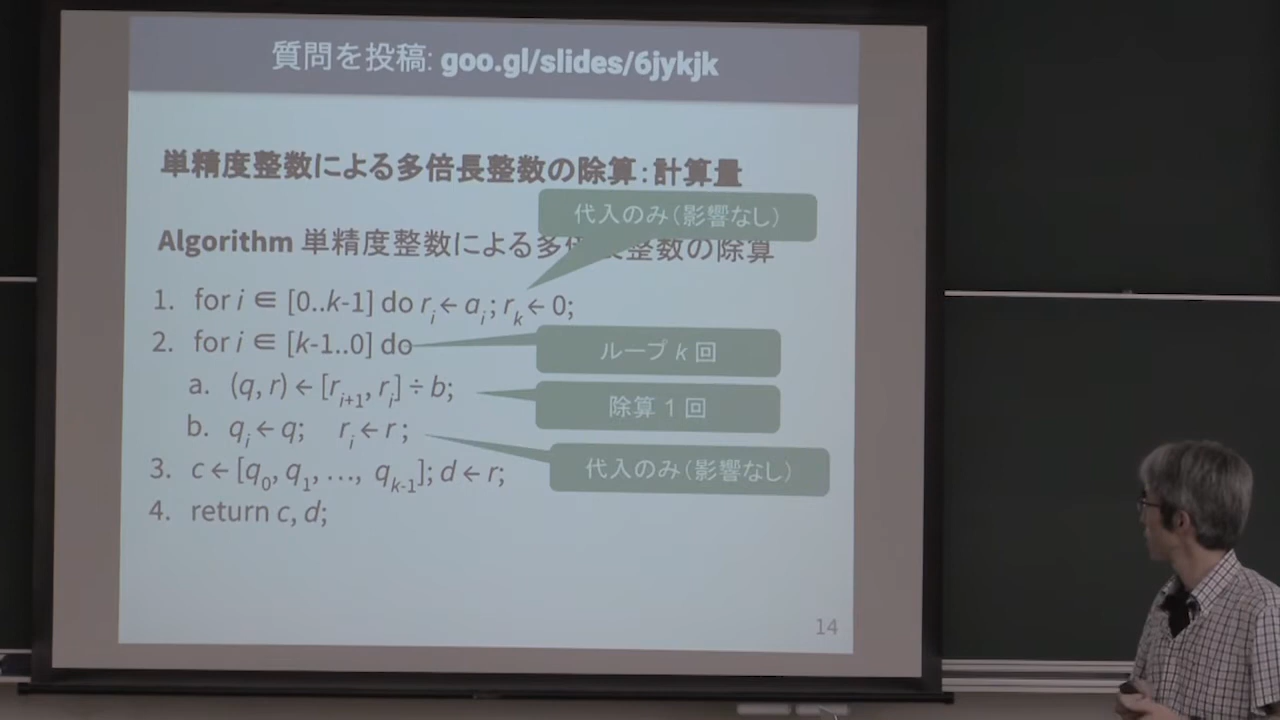 質問を投稿: goo.gl/slides/6jykjk
単精度整数による多倍長整数の除算：計算量
代入のみ（影響なし）
Algorithm 単精度整数による多倍長整数の除算
1. for i ∈ [0..k-1] do rᵢ ← aᵢ ; rₖ ← 0;
2. for i ∈ [k-1..0] do
ループ k 回
a. (q, r) ← [rᵢ₊₁, rᵢ] ÷ b;
除算 1 回
b. qᵢ ← q; rᵢ ← r ;
代入のみ（影響なし）
3. c ← [q₀, q₁, …, qₖ₋₁]; d ← r;
4. return c, d;
14